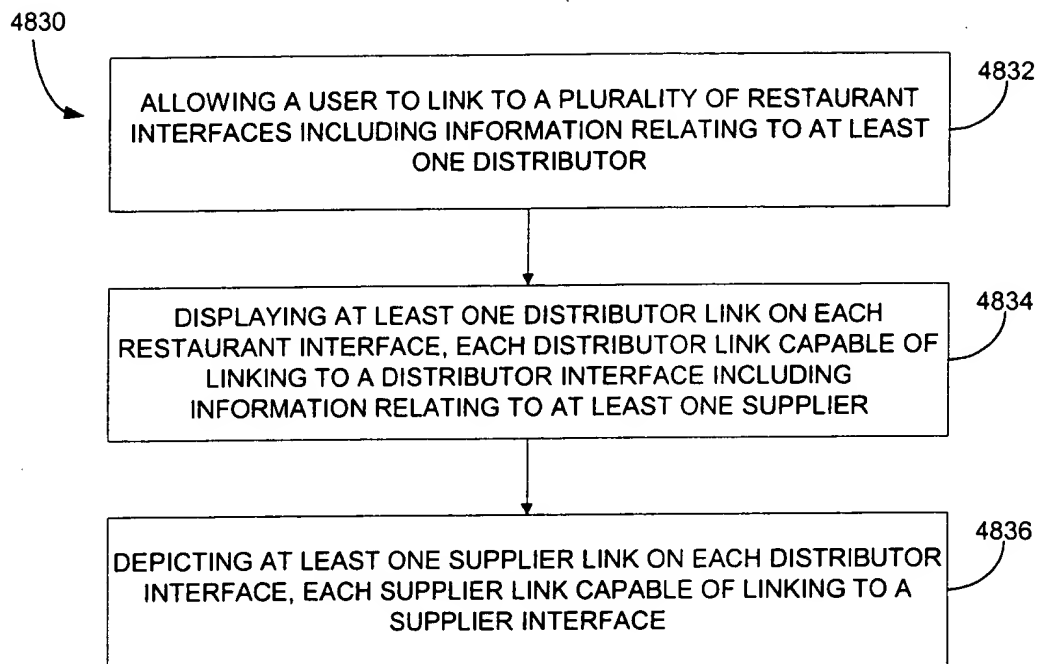 4830
4832
ALLOWING A USER TO LINK TO A PLURALITY OF RESTAURANT
INTERFACES INCLUDING INFORMATION RELATING TO AT LEAST
ONE DISTRIBUTOR
4834
DISPLAYING AT LEAST ONE DISTRIBUTOR LINK ON EACH
RESTAURANT INTERFACE, EACH DISTRIBUTOR LINK CAPABLE OF
LINKING TO A DISTRIBUTOR INTERFACE INCLUDING
INFORMATION RELATING TO AT LEAST ONE SUPPLIER
4836
DEPICTING AT LEAST ONE SUPPLIER LINK ON EACH DISTRIBUTOR
INTERFACE, EACH SUPPLIER LINK CAPABLE OF LINKING TO A
SUPPLIER INTERFACE